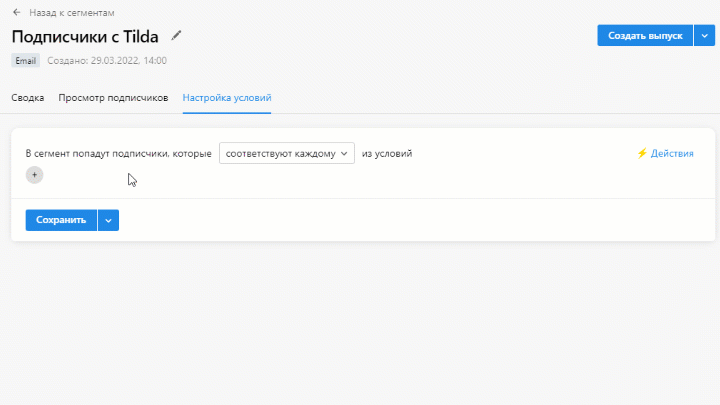 Назад к сегментам
Подписчики с Tilda
Создать выпуск
Email Создано: 29.03.2022, 14:00
Сводка Просмотр подписчиков Настройка условий
В сегмент попадут подписчики, которые соответствуют каждому из условий
Действия
+
Сохранить